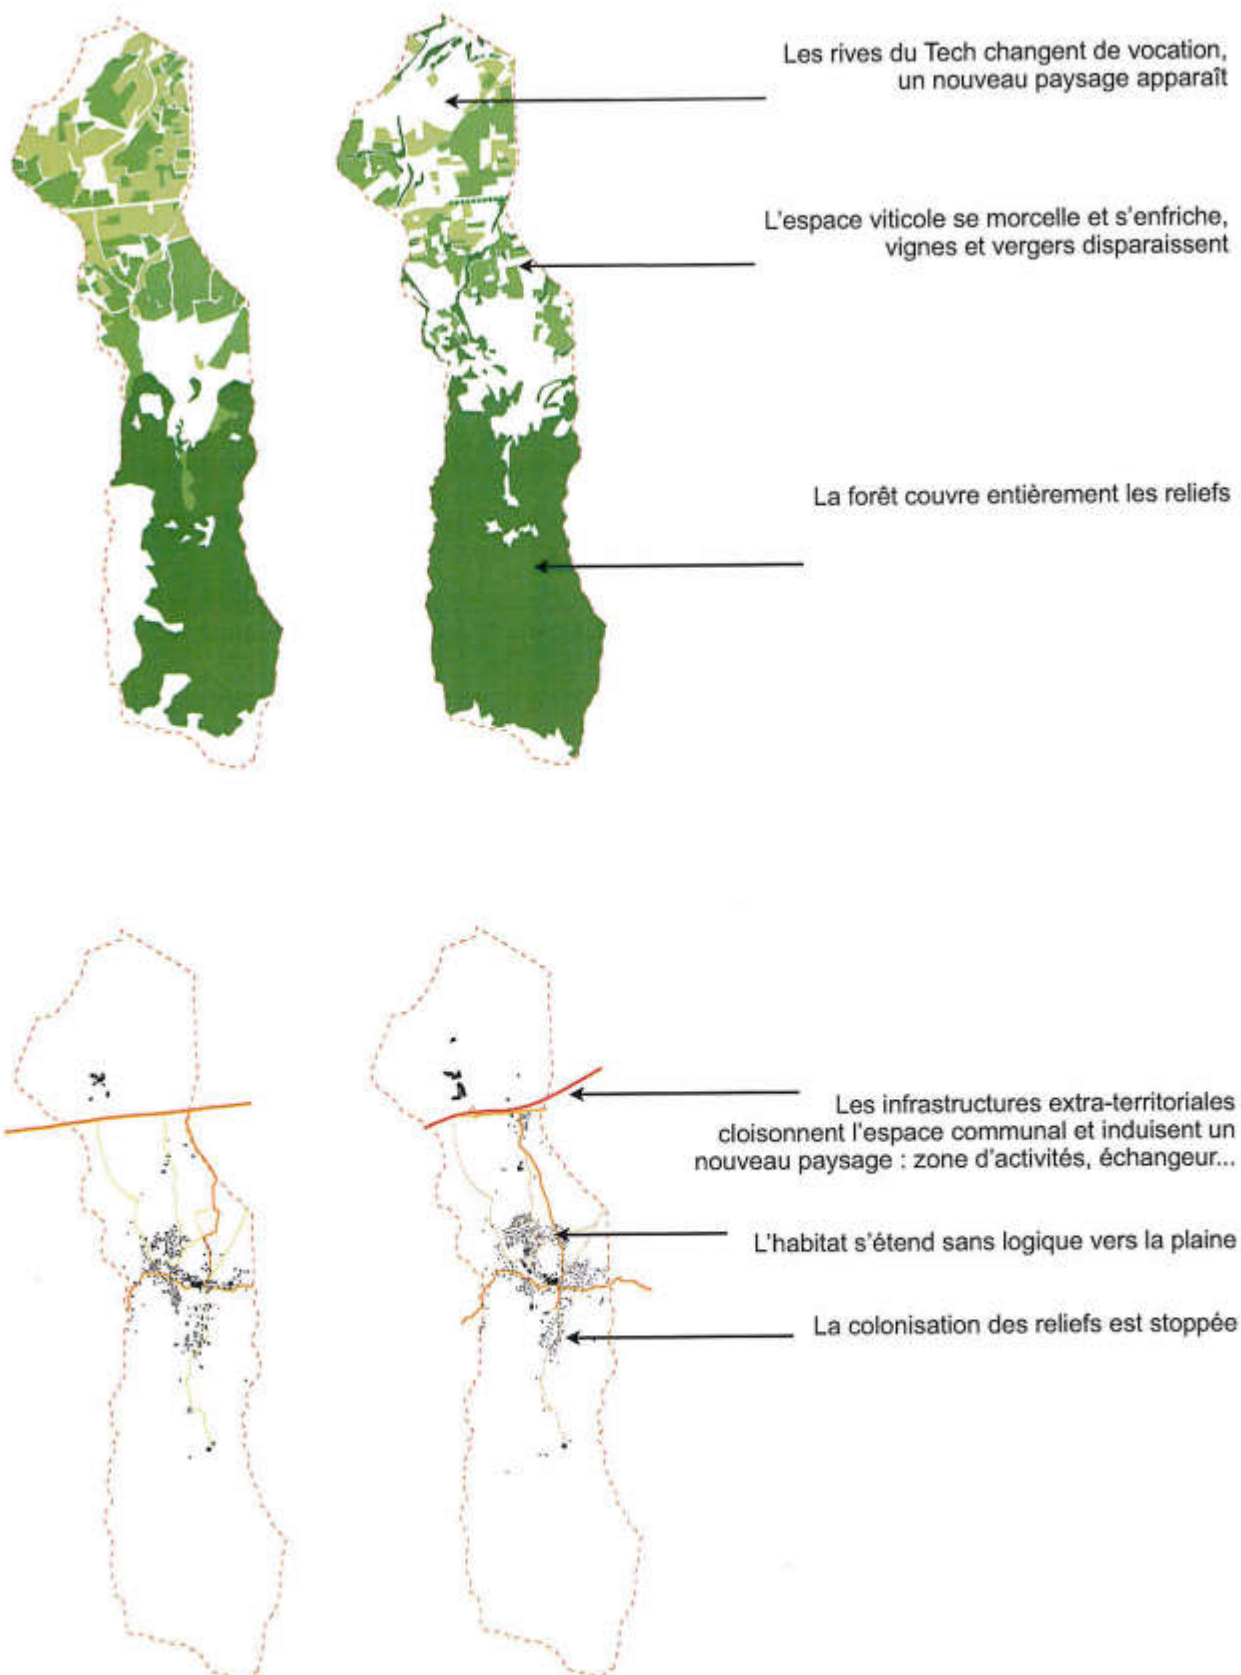 Les rives du Tech changent de vocation,
un nouveau paysage apparaît
L'espace viticole se morcelle et s'enfriche,
vignes et vergers disparaissent
La forêt couvre entièrement les reliefs
Les infrastructures extra-territoriales
cloisonnent l'espace communal et induisent un
nouveau paysage : zone d'activités, échangeur...
L'habitat s'étend sans logique vers la plaine
La colonisation des reliefs est stoppée